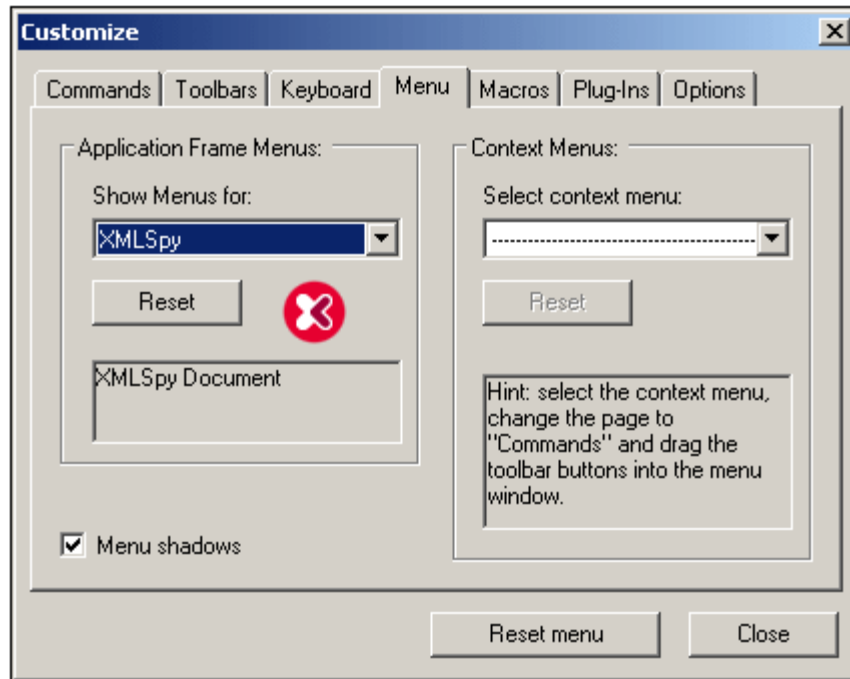 Customize
Commands
Toolbars
Keyboard
Menu
Macros
Plug-Ins
Options
Application Frame Menus:
Show Menus for:
XMLSpy
Reset
XMLSpy Document
Menu shadows
Context Menus:
Select context menu:
---------------------------------------------
Reset
Hint: select the context menu,
change the page to
"Commands" and drag the
toolbar buttons into the menu
window.
Reset menu
Close